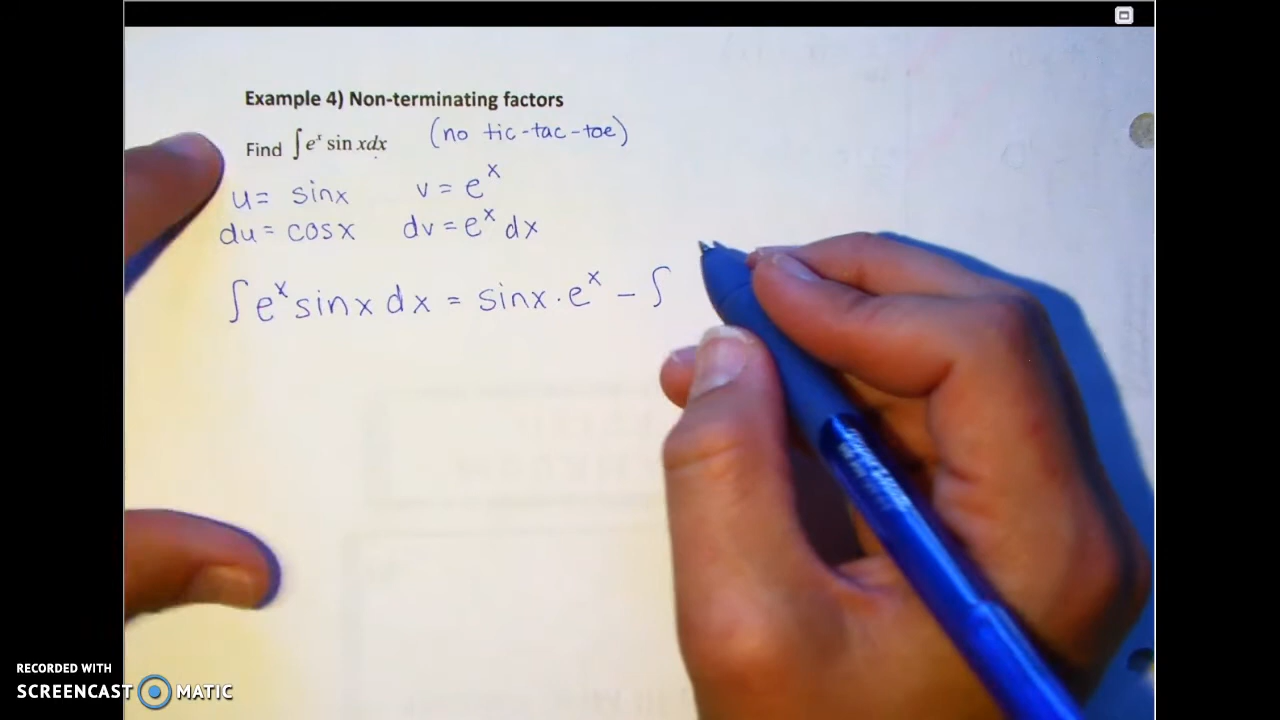 Example 4) Non-terminating factors
Find ∫eˣ sin xdx (no tic-tac-toe)
u= sinx v = eˣ
du = cosx dv = eˣ dx
∫eˣ sinx dx = sinx · eˣ − ∫
RECORDED WITH
SCREENCAST MATIC